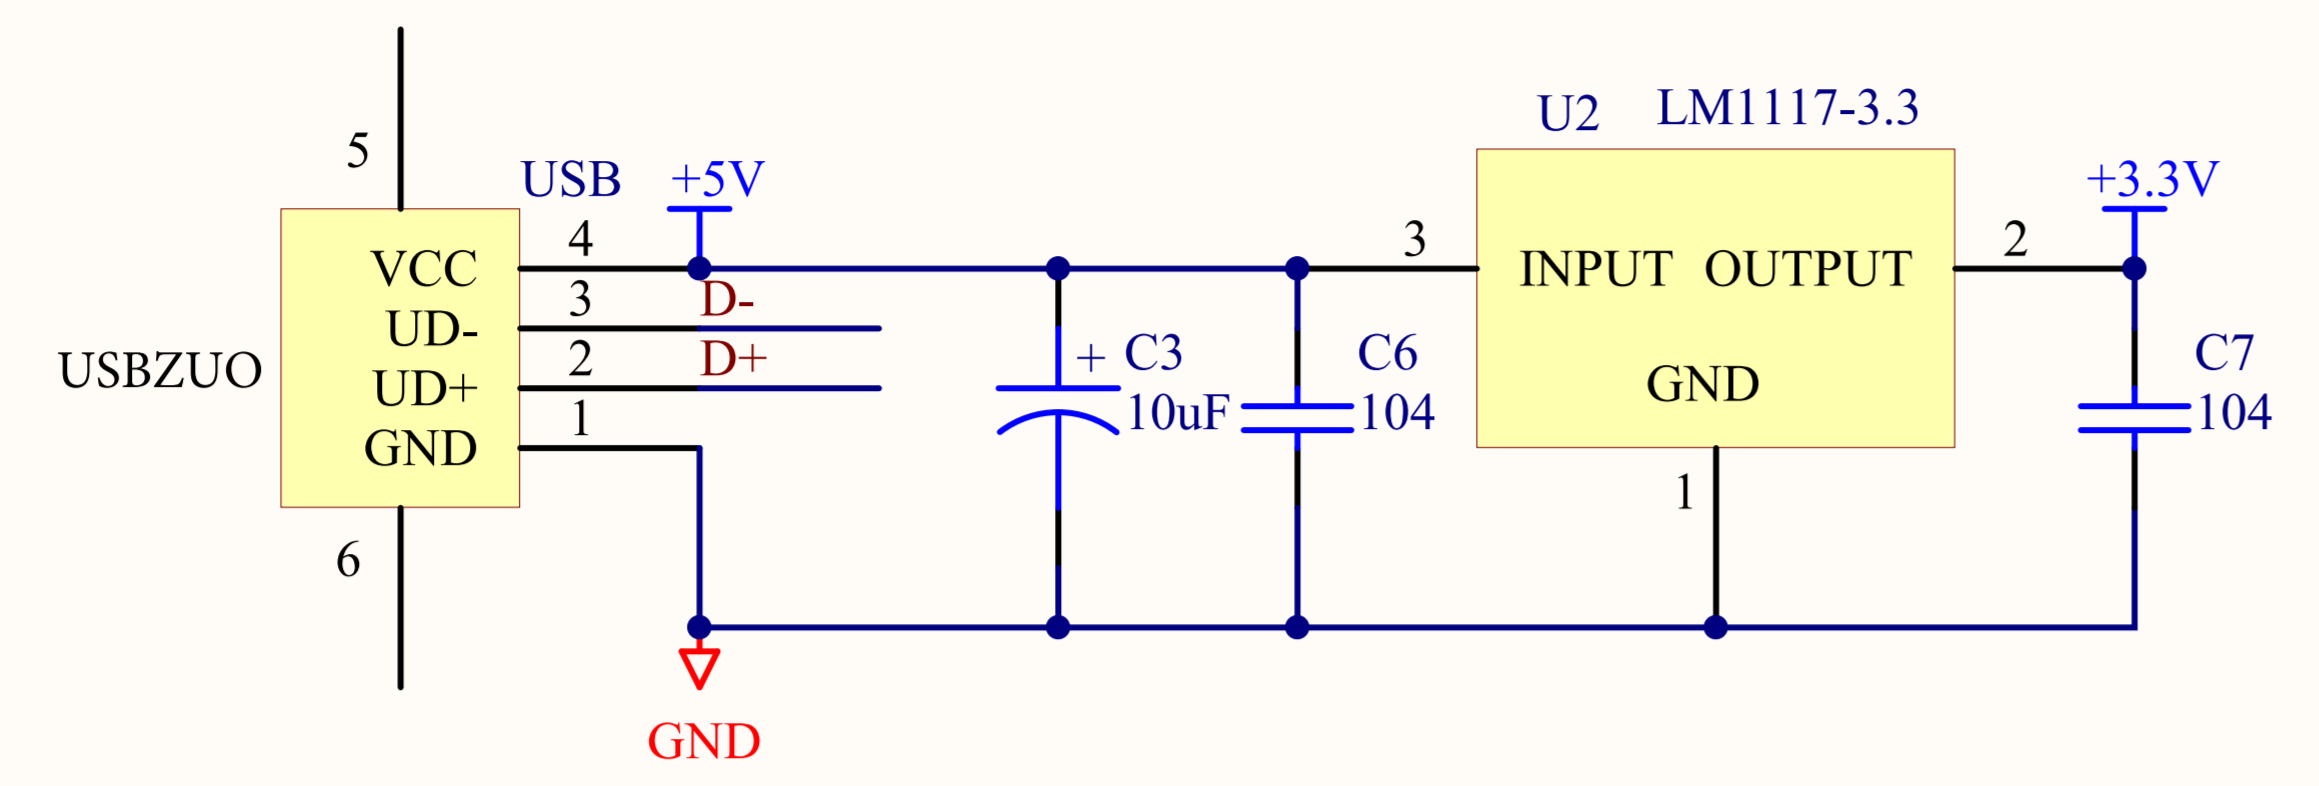 5
USB
+5V
U2
LM1117-3.3
+3.3V
VCC
4
3
INPUT
OUTPUT
2
UD-
3
D-
USBZUO
UD+
2
D+
+
C3
10uF
C6
104
GND
C7
104
GND
1
1
6
GND